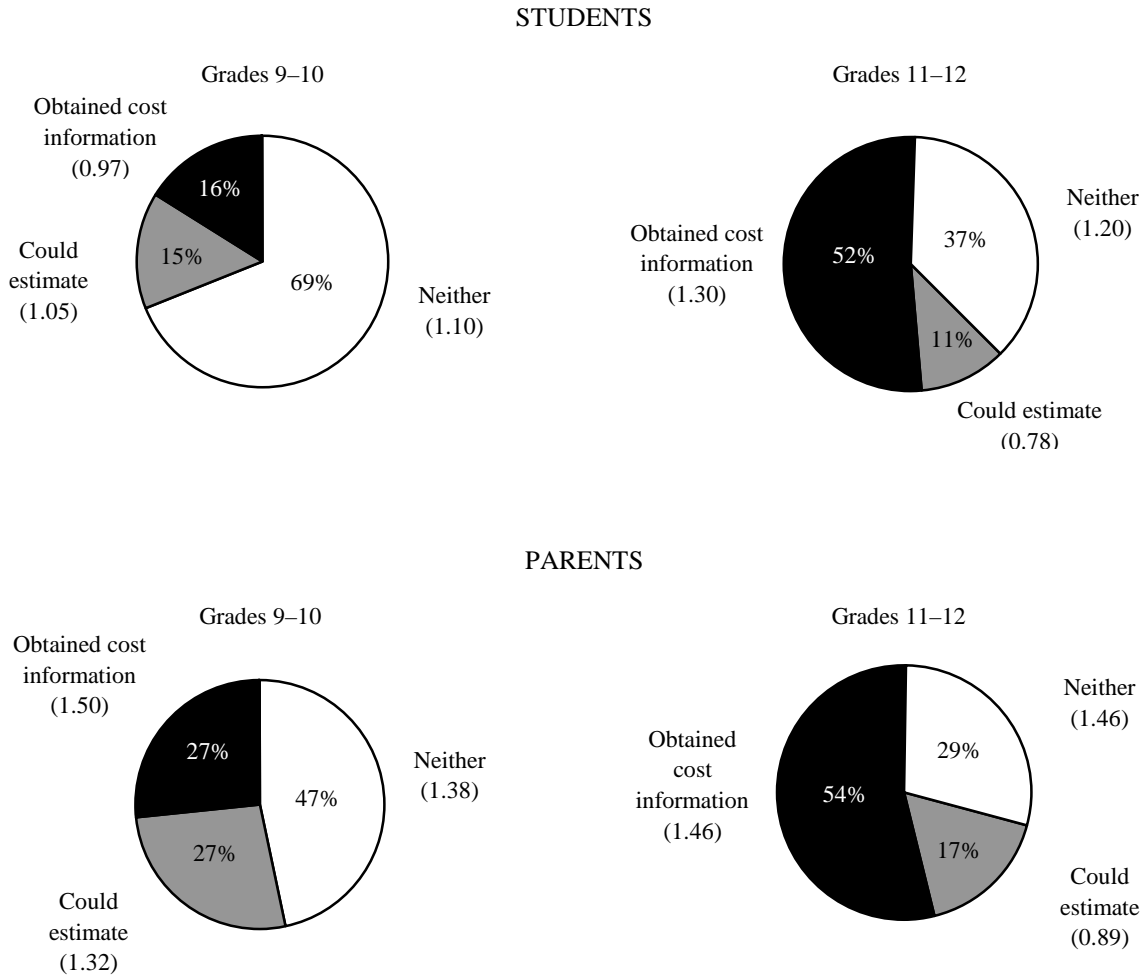 STUDENTS
Grades 9–10
Obtained cost
information
(0.97)
16%
Could
estimate
(1.05)
15%
69%
Neither
(1.10)
Grades 11–12
Obtained cost
information
(1.30)
52%
37%
Neither
(1.20)
11%
Could estimate
(0.78)
PARENTS
Grades 9–10
Obtained cost
information
(1.50)
27%
47%
Neither
(1.38)
27%
Could
estimate
(1.32)
Grades 11–12
Neither
(1.46)
29%
Obtained
cost
information
(1.46)
54%
17%
Could
estimate
(0.89)